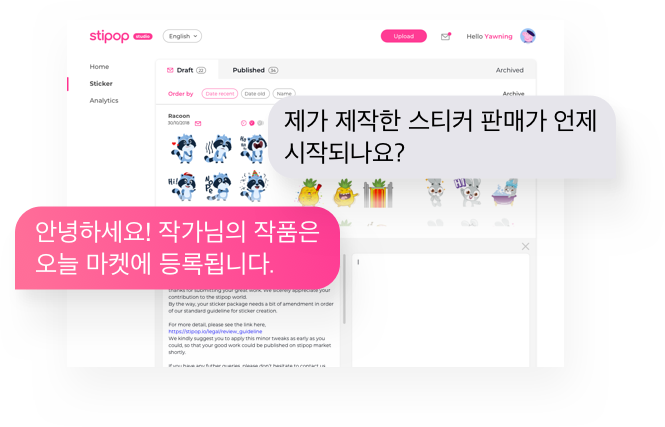 stipop studio
English
Upload
Hello Yawning
Home
Sticker
Analytics
Draft 22
Published 34
Archived
Order by
Date recent
Date old
Name
Archive
Racoon
30/10/2018
Hi!
HI
제가 제작한 스티커 판매가 언제
시작되나요?
안녕하세요! 작가님의 작품은
오늘 마켓에 등록됩니다.
thanks for submitting your great work. We sicerely appreciate your
contribution to the stipop world.
By the way, your sticker package needs a bit of amendment in order
of our standard guideline for sticker creation.
For more detail, please see the link here,
https://stipop.io/legal/review_guideline
We kindly suggest you to apply this minor tweaks as early as you
could, so that your good work could be published on stipop market
shortly.
If you have any futher queries, please don't hesitate to contact us